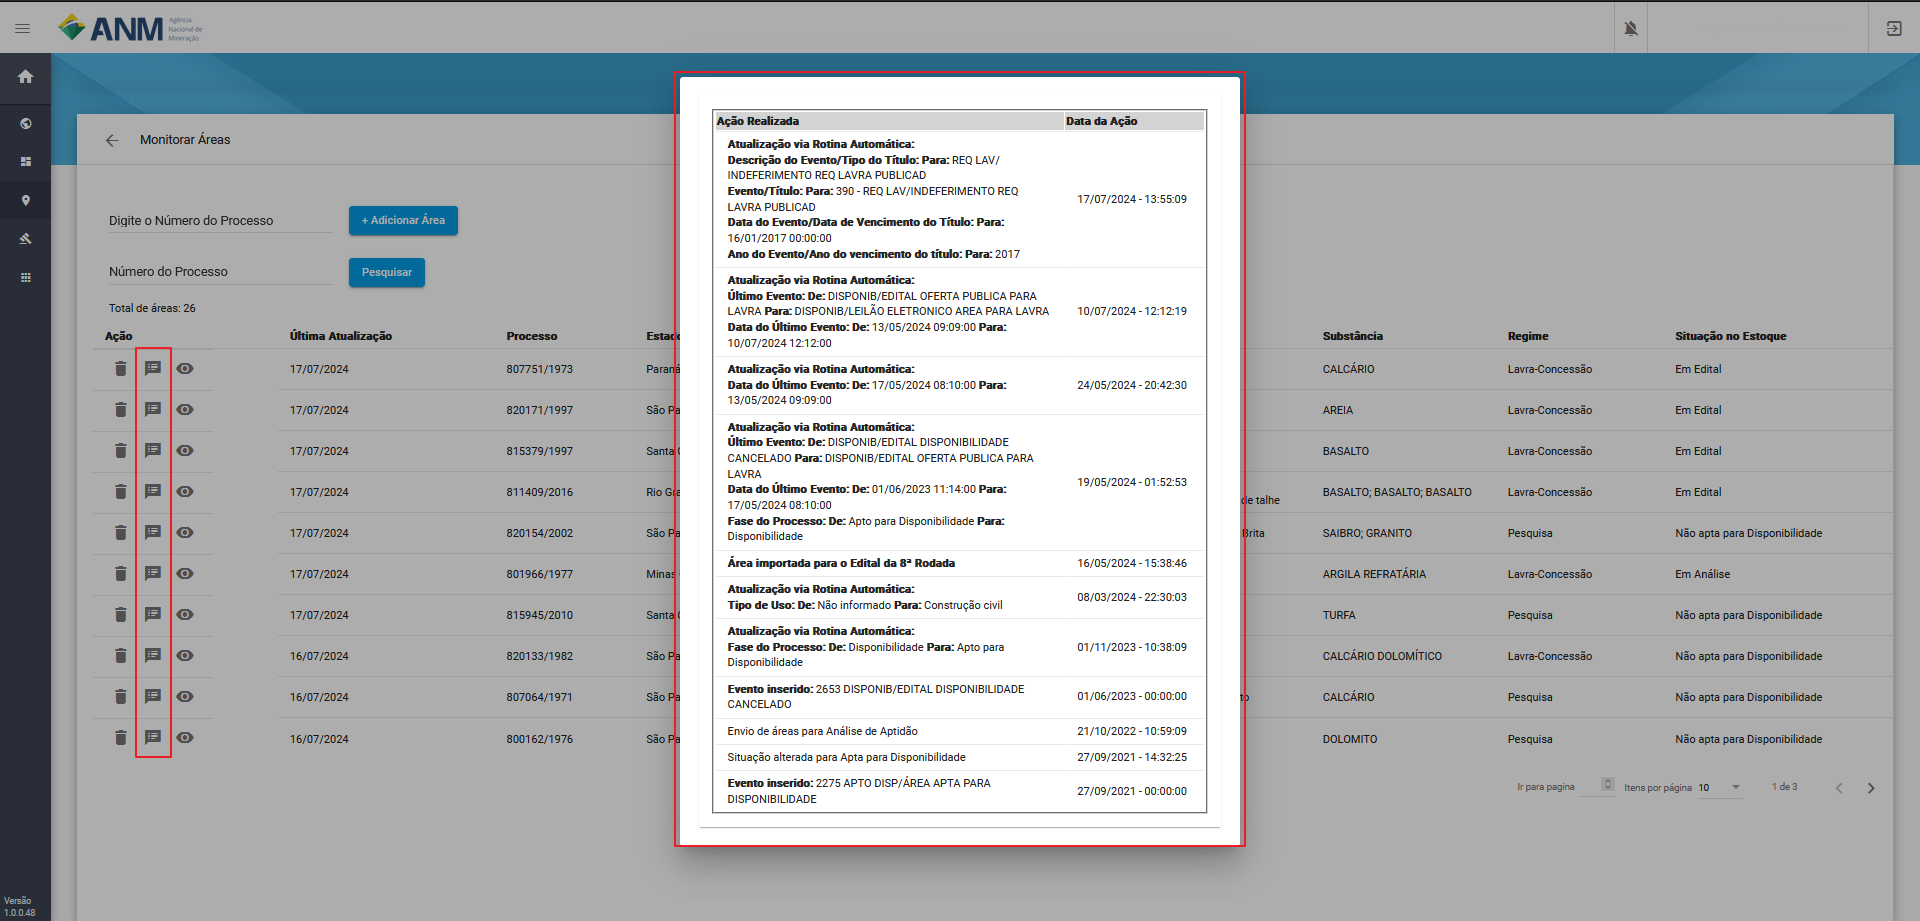 ANM
Agência
Nacional de
Mineração
Monitorar Áreas
Digite o Número do Processo
+ Adicionar Área
Número do Processo
Pesquisar
Total de áreas: 26
Ação Última Atualização Processo Estado Substância Regime Situação no Estoque
17/07/2024 807751/1973 Paraná CALCÁRIO Lavra-Concessão Em Edital
17/07/2024 820171/1997 São Pa AREIA Lavra-Concessão Em Edital
17/07/2024 815379/1997 Santa BASALTO Lavra-Concessão Em Edital
17/07/2024 811409/2016 Rio Gra de talhe BASALTO; BASALTO; BASALTO Lavra-Concessão Em Edital
17/07/2024 820154/2002 São Pa Brita SAIBRO; GRANITO Pesquisa Não apta para Disponibilidade
17/07/2024 801966/1977 Minas ARGILA REFRATÁRIA Lavra-Concessão Em Análise
17/07/2024 815945/2010 Santa TURFA Pesquisa Não apta para Disponibilidade
16/07/2024 820133/1982 São Pa CALCÁRIO DOLOMÍTICO Lavra-Concessão Não apta para Disponibilidade
16/07/2024 807064/1971 São Pa to CALCÁRIO Pesquisa Não apta para Disponibilidade
16/07/2024 800162/1976 São Pa DOLOMITO Pesquisa Não apta para Disponibilidade
Ir para pagina Itens por página 10 1 de 3
Versão
1.0.0.48
Ação Realizada Data da Ação
Atualização via Rotina Automática:
Descrição do Evento/Tipo do Título: Para: REQ LAV/
INDEFERIMENTO REQ LAVRA PUBLICAD
Evento/Título: Para: 390 - REQ LAV/INDEFERIMENTO REQ
LAVRA PUBLICAD
17/07/2024 - 13:55:09
Data do Evento/Data de Vencimento do Título: Para:
16/01/2017 00:00:00
Ano do Evento/Ano do vencimento do título: Para: 2017
Atualização via Rotina Automática:
Último Evento: De: DISPONIB/EDITAL OFERTA PUBLICA PARA
LAVRA Para: DISPONIB/LEILÃO ELETRONICO AREA PARA LAVRA 10/07/2024 - 12:12:19
Data do Último Evento: De: 13/05/2024 09:09:00 Para:
10/07/2024 12:12:00
Atualização via Rotina Automática:
Data do Último Evento: De: 17/05/2024 08:10:00 Para: 24/05/2024 - 20:42:30
13/05/2024 09:09:00
Atualização via Rotina Automática:
Último Evento: De: DISPONIB/EDITAL DISPONIBILIDADE
CANCELADO Para: DISPONIB/EDITAL OFERTA PUBLICA PARA
LAVRA
19/05/2024 - 01:52:53
Data do Último Evento: De: 01/06/2023 11:14:00 Para:
17/05/2024 08:10:00
Fase do Processo: De: Apto para Disponibilidade Para:
Disponibilidade
Área importada para o Edital da 8ª Rodada 16/05/2024 - 15:38:46
Atualização via Rotina Automática:
Tipo de Uso: De: Não informado Para: Construção civil
08/03/2024 - 22:30:03
Atualização via Rotina Automática:
Fase do Processo: De: Disponibilidade Para: Apto para 01/11/2023 - 10:38:09
Disponibilidade
Evento inserido: 2653 DISPONIB/EDITAL DISPONIBILIDADE
CANCELADO
01/06/2023 - 00:00:00
Envio de áreas para Análise de Aptidão 21/10/2022 - 10:59:09
Situação alterada para Apta para Disponibilidade 27/09/2021 - 14:32:25
Evento inserido: 2275 APTO DISP/ÁREA APTA PARA
DISPONIBILIDADE
27/09/2021 - 00:00:00